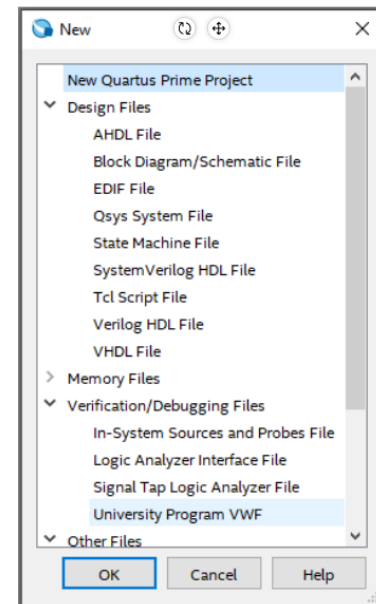 New
New Quartus Prime Project
Design Files
AHDL File
Block Diagram/Schematic File
EDIF File
Qsys System File
State Machine File
SystemVerilog HDL File
Tcl Script File
Verilog HDL File
VHDL File
Memory Files
Verification/Debugging Files
In-System Sources and Probes File
Logic Analyzer Interface File
Signal Tap Logic Analyzer File
University Program VWF
Other Files
OK Cancel Help